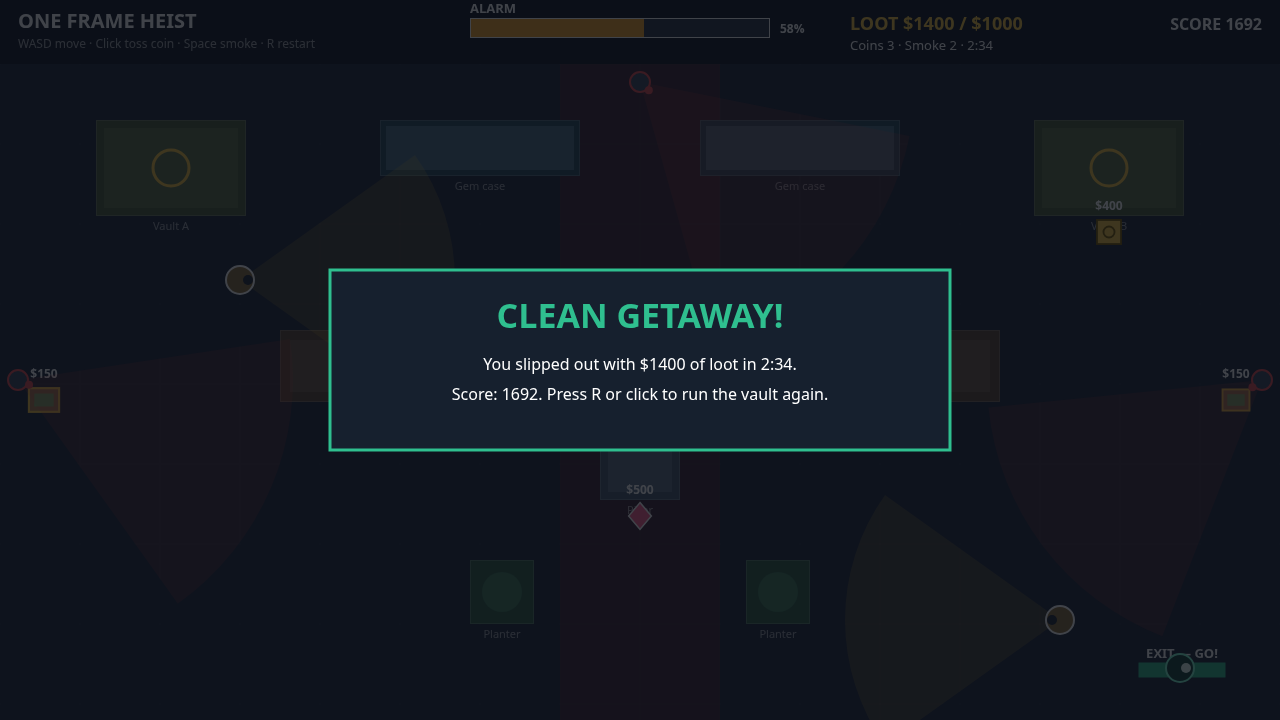 ONE FRAME HEIST
WASD move · Click toss coin · Space smoke · R restart
ALARM
58%
LOOT $1400 / $1000
Coins 3 · Smoke 2 · 2:34
SCORE 1692
Vault A
Gem case
Gem case
$400
$150
$150
CLEAN GETAWAY!
You slipped out with $1400 of loot in 2:34.
Score: 1692. Press R or click to run the vault again.
$500
Planter
Planter
EXIT GO!